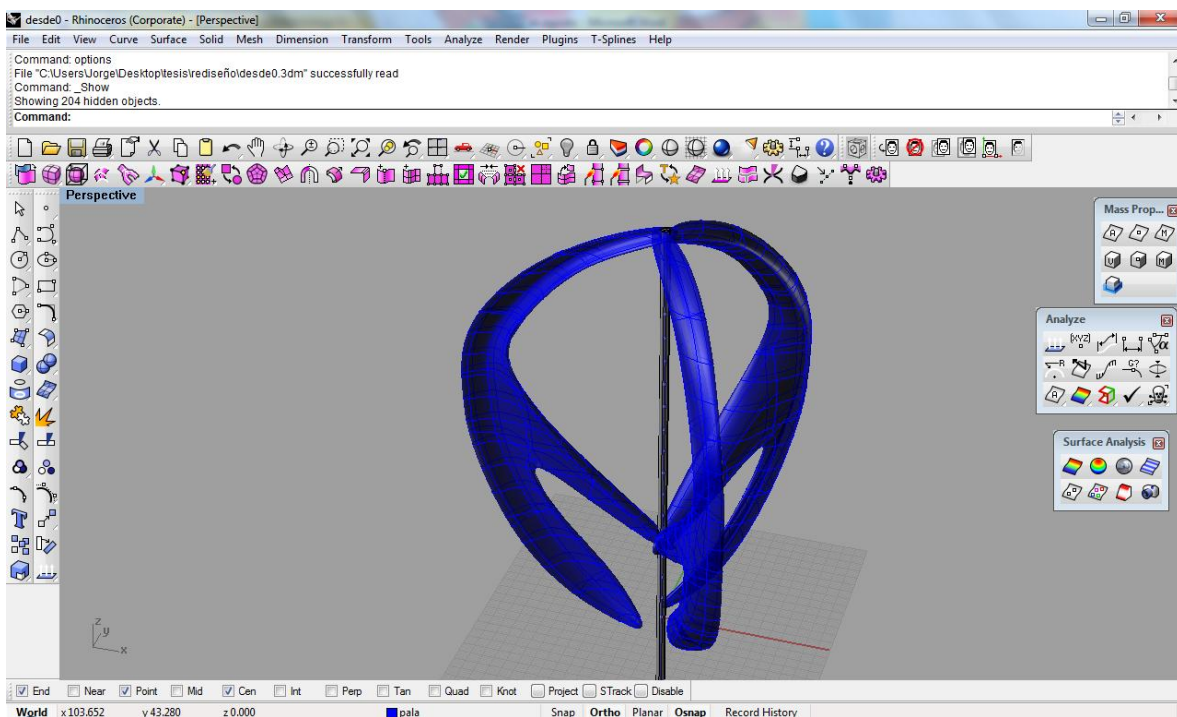 desde0 - Rhinoceros (Corporate) - [Perspective]
File Edit View Curve Surface Solid Mesh Dimension Transform Tools Analyze Render Plugins T-Splines Help
Command: options
File "C:\Users\Jorge\Desktop\tesis\rediseño\desde0.3dm" successfully read
Command: _Show
Showing 204 hidden objects.
Command:
Perspective
Mass Prop...
Analyze
Surface Analysis
z
y
x
End Near Point Mid Cen Int Perp Tan Quad Knot Project STrack Disable
World x 103.652 y 43.280 z 0.000 pala Snap Ortho Planar Osnap Record History